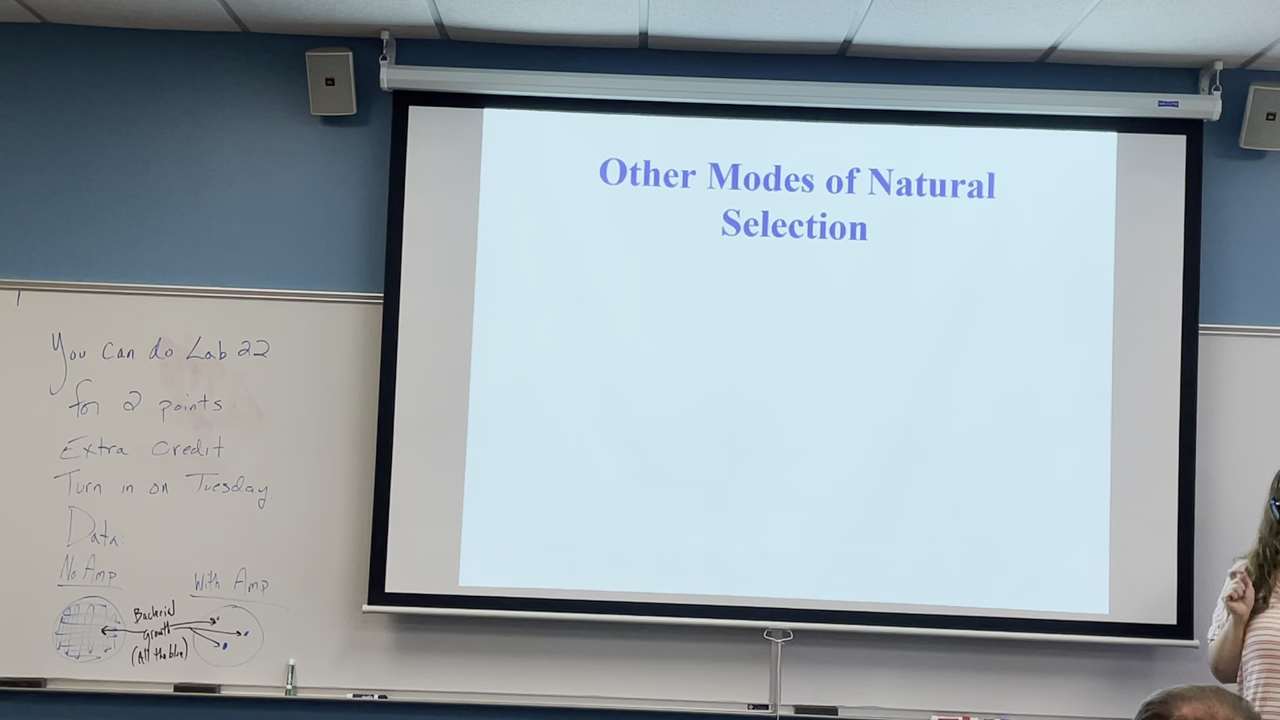 Other Modes of Natural
Selection
You can do Lab 22
for 2 points
Extra Credit
Turn in on Tuesday
Data:
No Amp
With Amp
Bacterial
growth
(All the blue)